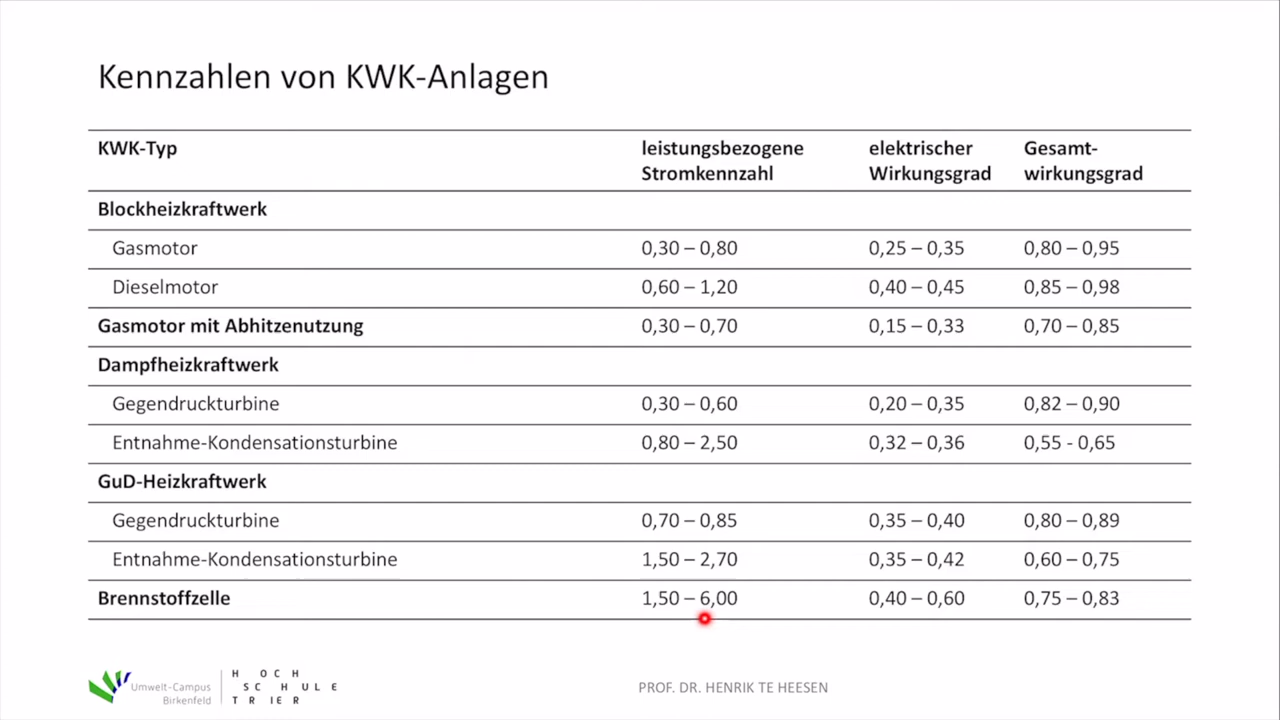 Kennzahlen von KWK-Anlagen
KWK-Typ leistungsbezogene Stromkennzahl elektrischer Wirkungsgrad Gesamt-wirkungsgrad
Blockheizkraftwerk
Gasmotor 0,30 – 0,80 0,25 – 0,35 0,80 – 0,95
Dieselmotor 0,60 – 1,20 0,40 – 0,45 0,85 – 0,98
Gasmotor mit Abhitzenutzung 0,30 – 0,70 0,15 – 0,33 0,70 – 0,85
Dampfheizkraftwerk
Gegendruckturbine 0,30 – 0,60 0,20 – 0,35 0,82 – 0,90
Entnahme-Kondensationsturbine 0,80 – 2,50 0,32 – 0,36 0,55 - 0,65
GuD-Heizkraftwerk
Gegendruckturbine 0,70 – 0,85 0,35 – 0,40 0,80 – 0,89
Entnahme-Kondensationsturbine 1,50 – 2,70 0,35 – 0,42 0,60 – 0,75
Brennstoffzelle 1,50 – 6,00 0,40 – 0,60 0,75 – 0,83
Umwelt-Campus
Birkenfeld
HOCH
SCHULE
TRIER
PROF. DR. HENRIK TE HEESEN